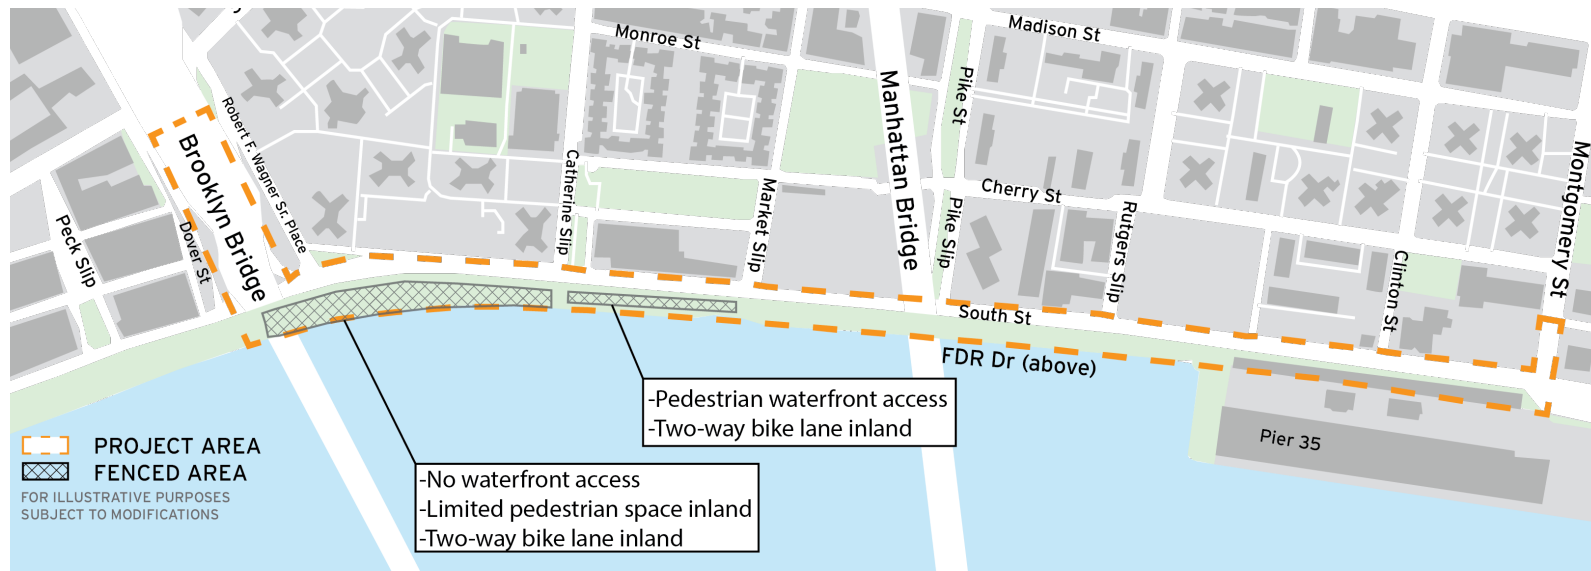 Monroe St
Madison St
Robert F. Wagner Sr. Place
Brooklyn Bridge
Manhattan Bridge
Pike St
Catherine Slip
Market Slip
Cherry St
Montgomery St
Peck Slip
Dover St
Pike Slip
Rutgers Slip
Clinton St
South St
FDR Dr (above)
Pier 35
-Pedestrian waterfront access
-Two-way bike lane inland
-No waterfront access
-Limited pedestrian space inland
-Two-way bike lane inland
PROJECT AREA
FENCED AREA
FOR ILLUSTRATIVE PURPOSES
SUBJECT TO MODIFICATIONS